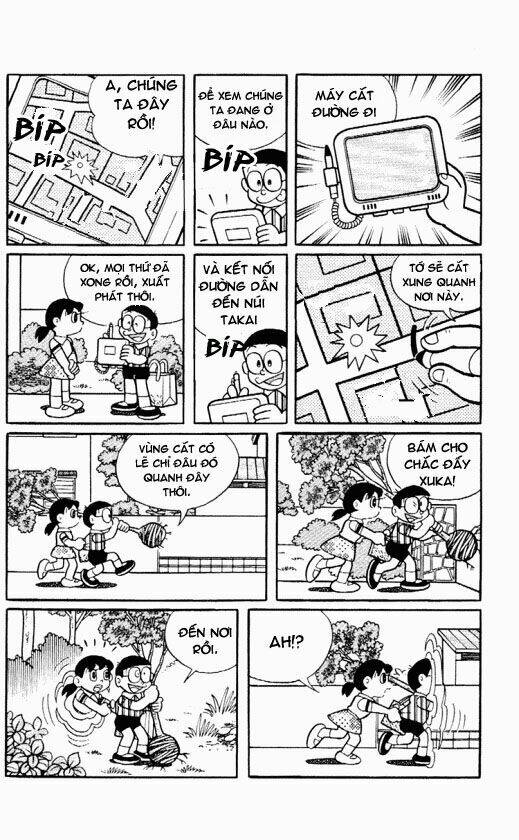 MÁY CẮT
ĐƯỜNG ĐI
ĐỂ XEM CHÚNG
TA ĐANG Ở
ĐÂU NÀO.
BÍP
A, CHÚNG
TA ĐÂY
RỒI!
BÍP
BÍP
TỚ SẼ CẮT
XUNG QUANH
NƠI NÀY.
VÀ KẾT NỐI
ĐƯỜNG DẪN
ĐẾN NÚI
TAKAI
BÍP
OK, MỌI THỨ ĐÃ
XONG RỒI, XUẤT
PHÁT THÔI.
BÁM CHO
CHẮC ĐẤY
XUKA!
VÙNG CẮT CÓ
LẼ CHỈ ĐÂU ĐÓ
QUANH ĐÂY
THÔI.
AH!?
ĐẾN NƠI
RỒI.